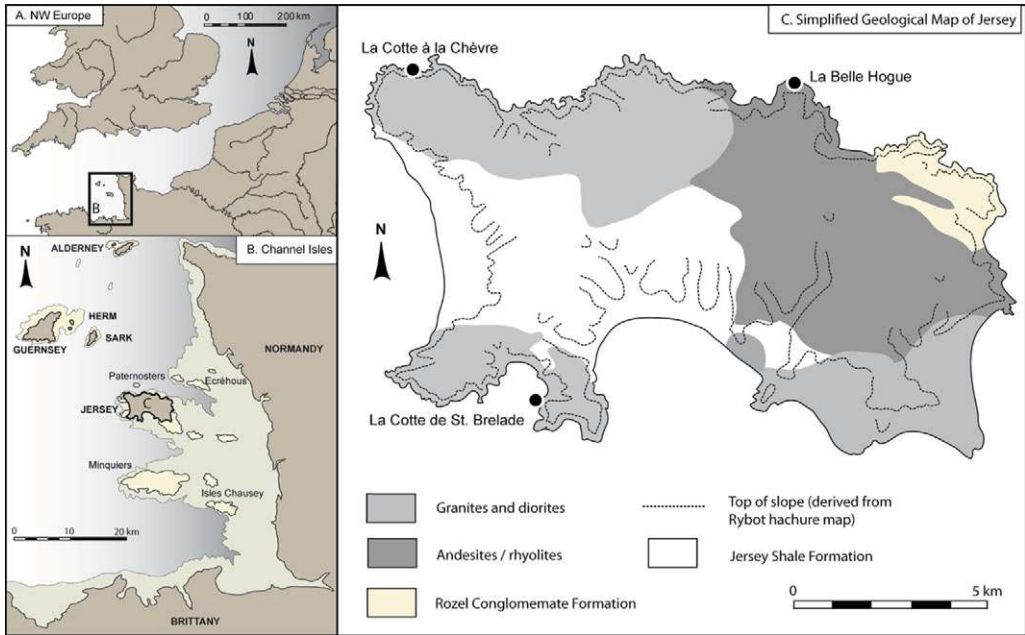 A. NW Europe
0 100 200 km
N
B
B. Channel Isles
N
ALDERNEY
HERM
SARK
GUERNSEY
NORMANDY
Paternosters
Ecréhous
JERSEY
C
Minquiers
Isles Chausey
0 10 20 km
BRITTANY
C. Simplified Geological Map of Jersey
La Cotte à la Chèvre
La Belle Hogue
N
La Cotte de St. Brelade
Granites and diorites
Andesites / rhyolites
Rozel Conglomemate Formation
Top of slope (derived from
Rybot hachure map)
Jersey Shale Formation
0 5 km